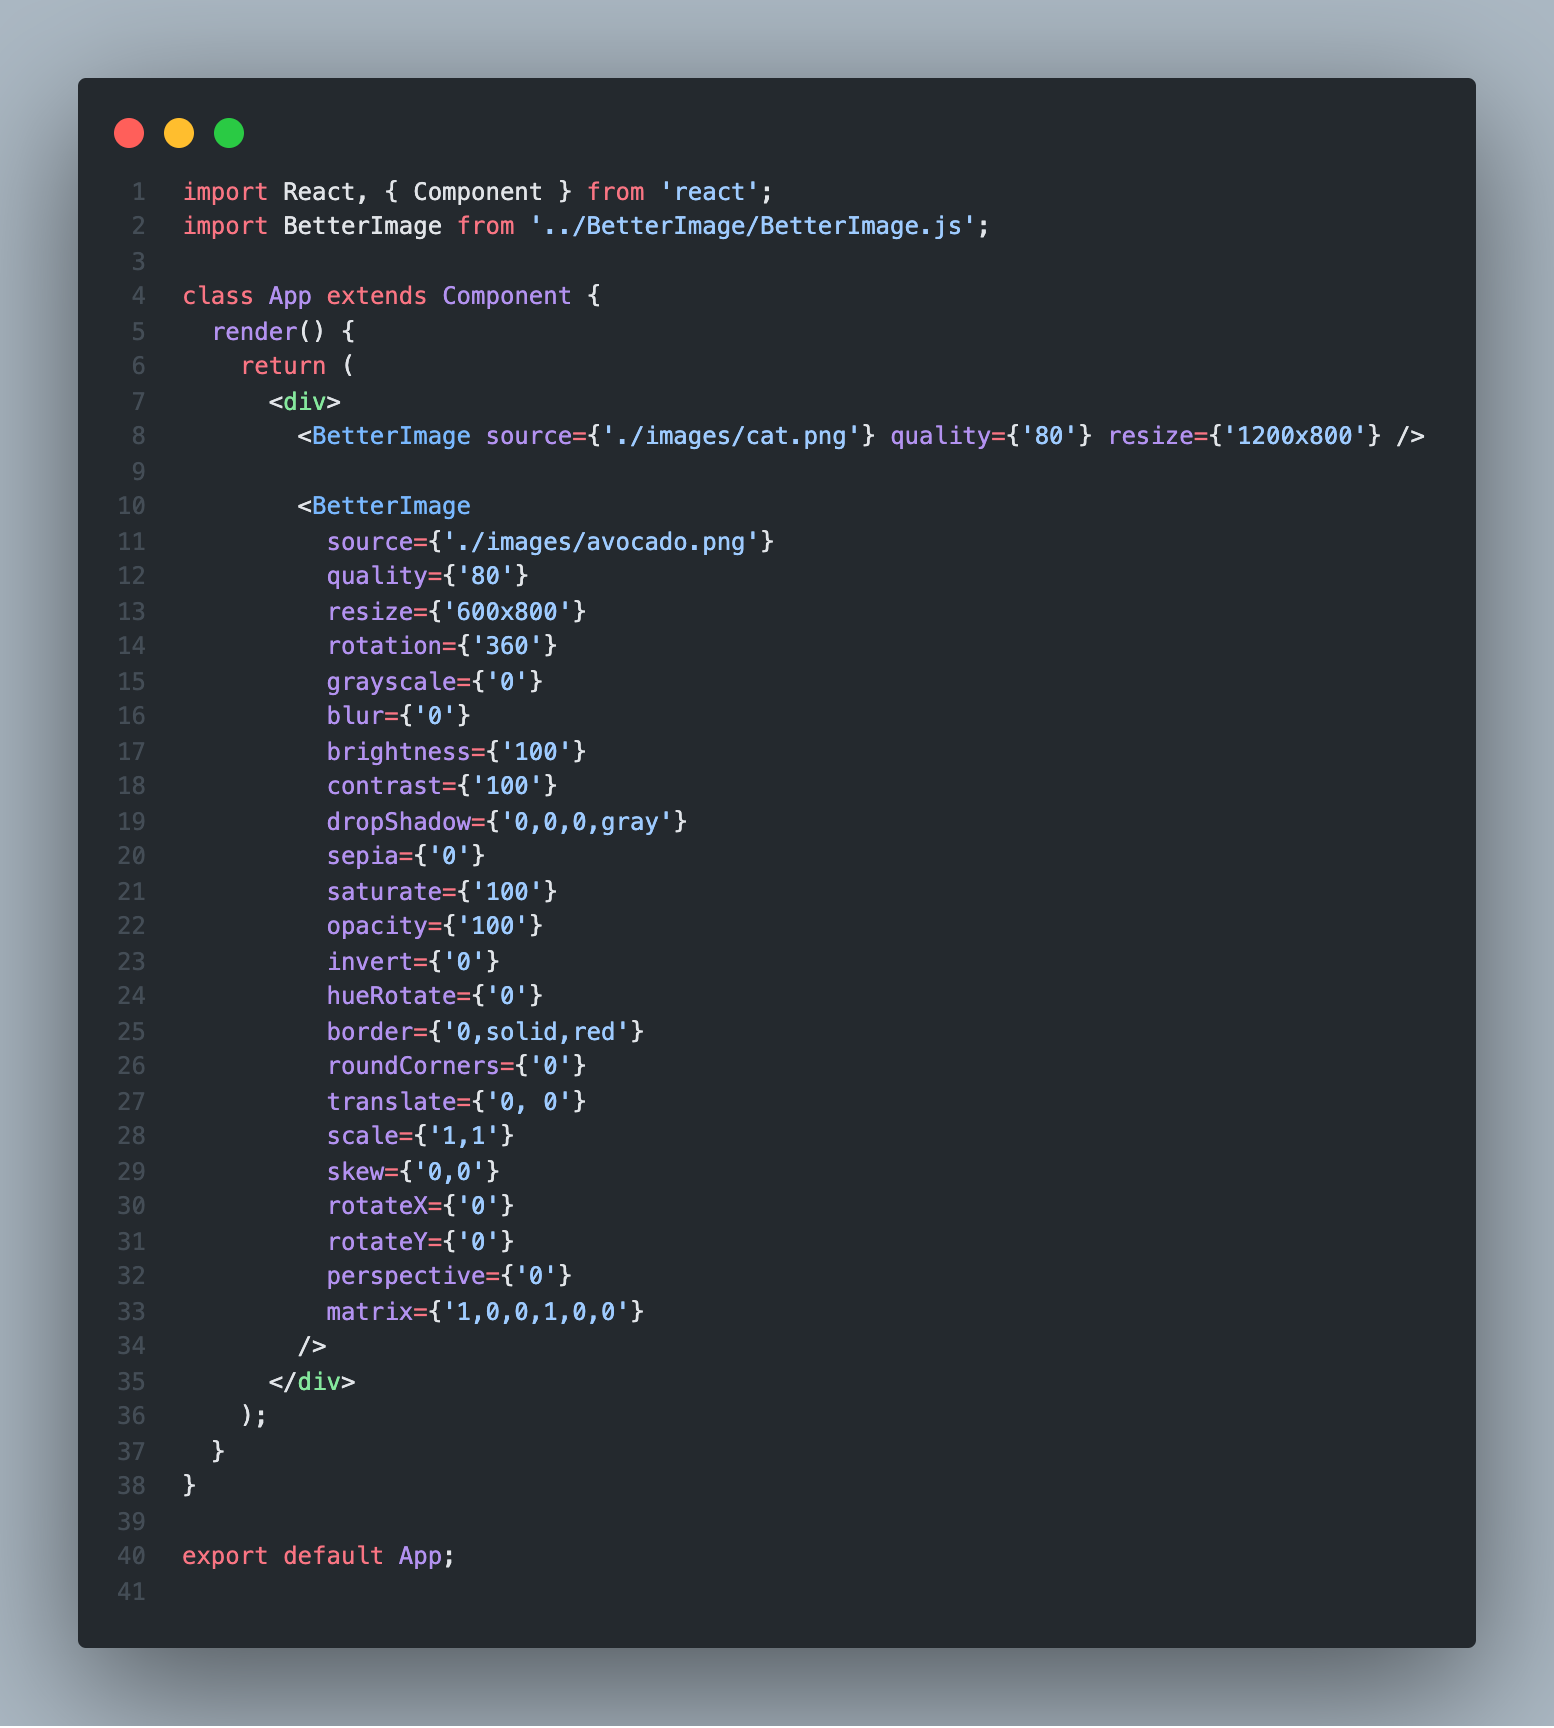 1 import React, { Component } from 'react';
2 import BetterImage from '../BetterImage/BetterImage.js';
3
4 class App extends Component {
5   render() {
6     return (
7       <div>
8         <BetterImage source={'./images/cat.png'} quality={'80'} resize={'1200x800'} />
9
10         <BetterImage
11           source={'./images/avocado.png'}
12           quality={'80'}
13           resize={'600x800'}
14           rotation={'360'}
15           grayscale={'0'}
16           blur={'0'}
17           brightness={'100'}
18           contrast={'100'}
19           dropShadow={'0,0,0,gray'}
20           sepia={'0'}
21           saturate={'100'}
22           opacity={'100'}
23           invert={'0'}
24           hueRotate={'0'}
25           border={'0,solid,red'}
26           roundCorners={'0'}
27           translate={'0, 0'}
28           scale={'1,1'}
29           skew={'0,0'}
30           rotateX={'0'}
31           rotateY={'0'}
32           perspective={'0'}
33           matrix={'1,0,0,1,0,0'}
34         />
35       </div>
36     );
37   }
38 }
39
40 export default App;
41